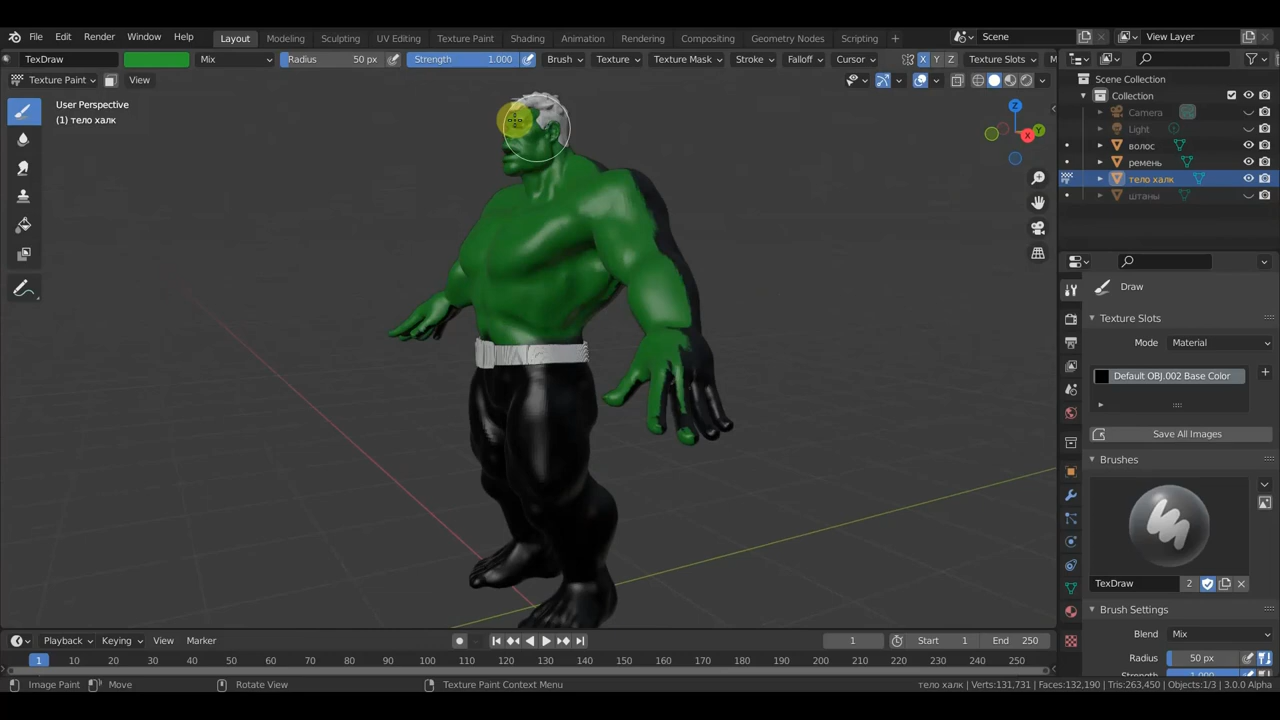 File Edit Render Window Help Layout Modeling Sculpting UV Editing Texture Paint Shading Animation Rendering Compositing Geometry Nodes Scripting + Scene View Layer
TexDraw Mix Radius 50 px Strength 1.000 Brush Texture Texture Mask Stroke Falloff Cursor X Y Z Texture Slots M
Texture Paint View
User Perspective
(1) тело халк
Z
X
Y
Scene Collection
Collection
Camera
Light
волос
ремень
тело халк
штаны
Draw
Texture Slots
Mode Material
Default OBJ.002 Base Color
Save All Images
Brushes
TexDraw 2
Brush Settings
Blend Mix
Radius 50 px
Strength 1.000
Playback Keying View Marker 1 Start 1 End 250
1 10 20 30 40 50 60 70 80 90 100 110 120 130 140 150 160 170 180 190 200 210 220 230 240 250
Image Paint Move Rotate View Texture Paint Context Menu тело халк | Verts:131,731 | Faces:132,190 | Tris:263,450 | Objects:1/3 | 3.0.0 Alpha